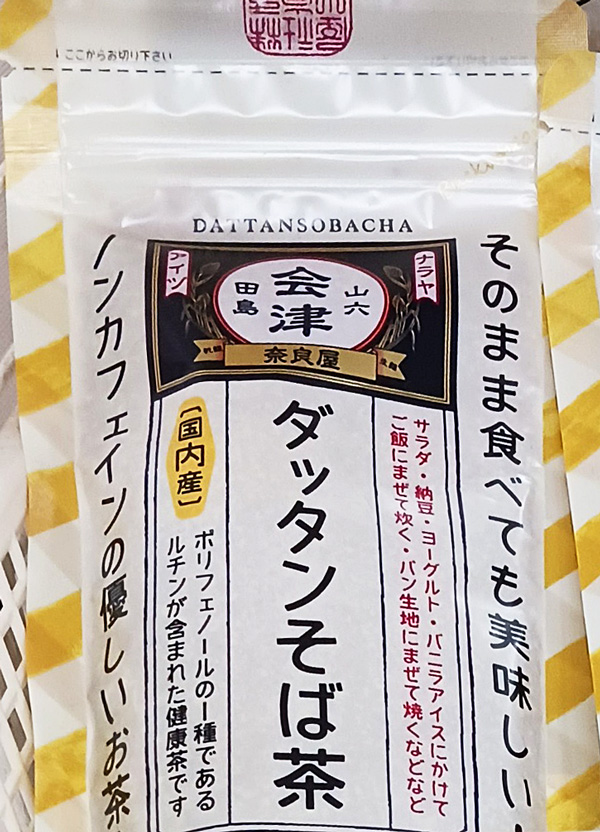 ここからお切り下さい
DATTANSOBACHA
そのまま食べても美味しい!
ナラヤ
アイヅ
山六
会津
田島
奈良屋
サラダ・納豆・ヨーグルト・バニラアイスにかけて
ご飯にまぜて炊く・パン生地にまぜて焼くなどなど
ダッタンそば茶
【国内産】
ポリフェノールの1種である
ルチンが含まれた健康茶です
ノンカフェインの優しいお茶